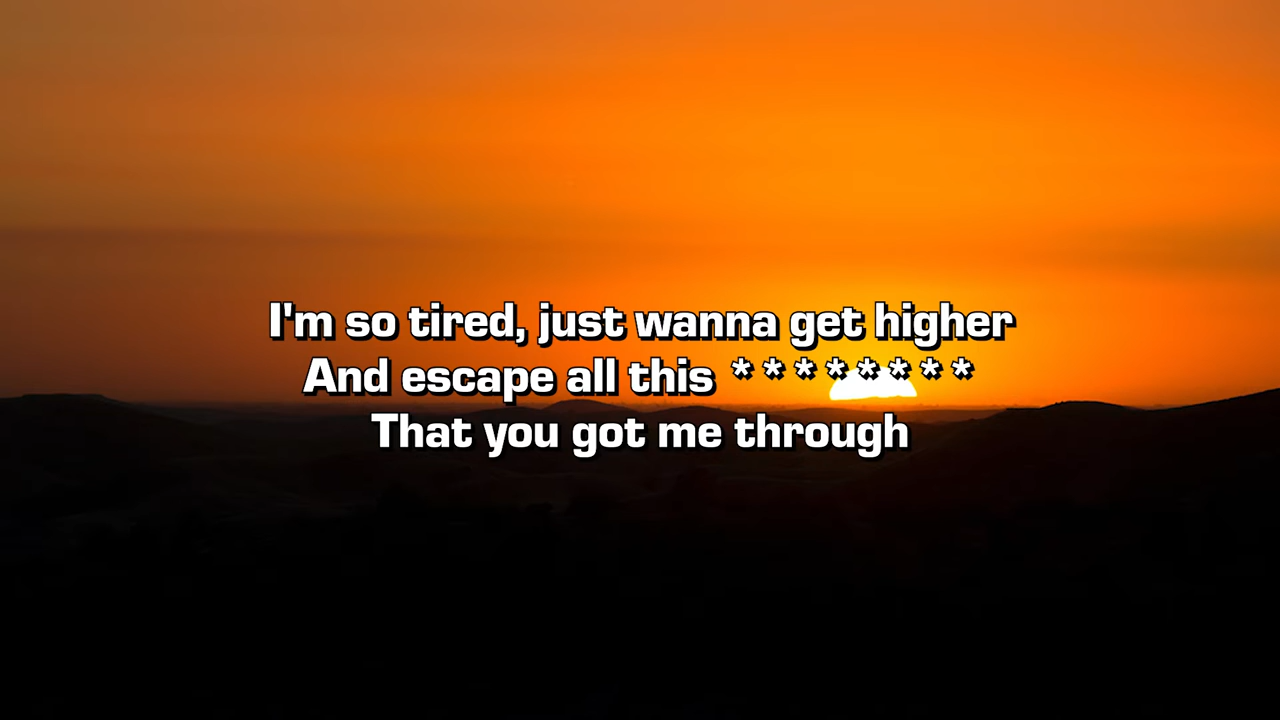 I'm so tired, just wanna get higher
And escape all this ********
That you got me through